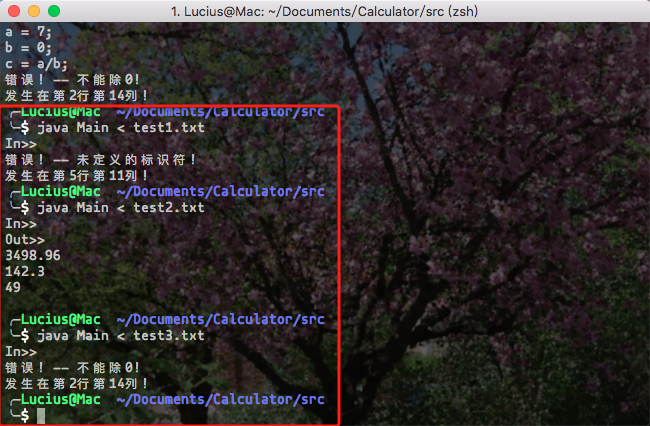 1. Lucius@Mac: ~/Documents/Calculator/src (zsh)
a = 7;
b = 0;
c = a/b;
错误！ -- 不能除0!
发生在第2行第14列！
╭─Lucius@Mac  ~/Documents/Calculator/src
╰─$ java Main < test1.txt
In>>
错误！ -- 未定义的标识符！
发生在第5行第11列！
╭─Lucius@Mac  ~/Documents/Calculator/src
╰─$ java Main < test2.txt
In>>
Out>>
3498.96
142.3
49
╭─Lucius@Mac  ~/Documents/Calculator/src
╰─$ java Main < test3.txt
In>>
错误！ -- 不能除0!
发生在第2行第14列！
╭─Lucius@Mac  ~/Documents/Calculator/src
╰─$